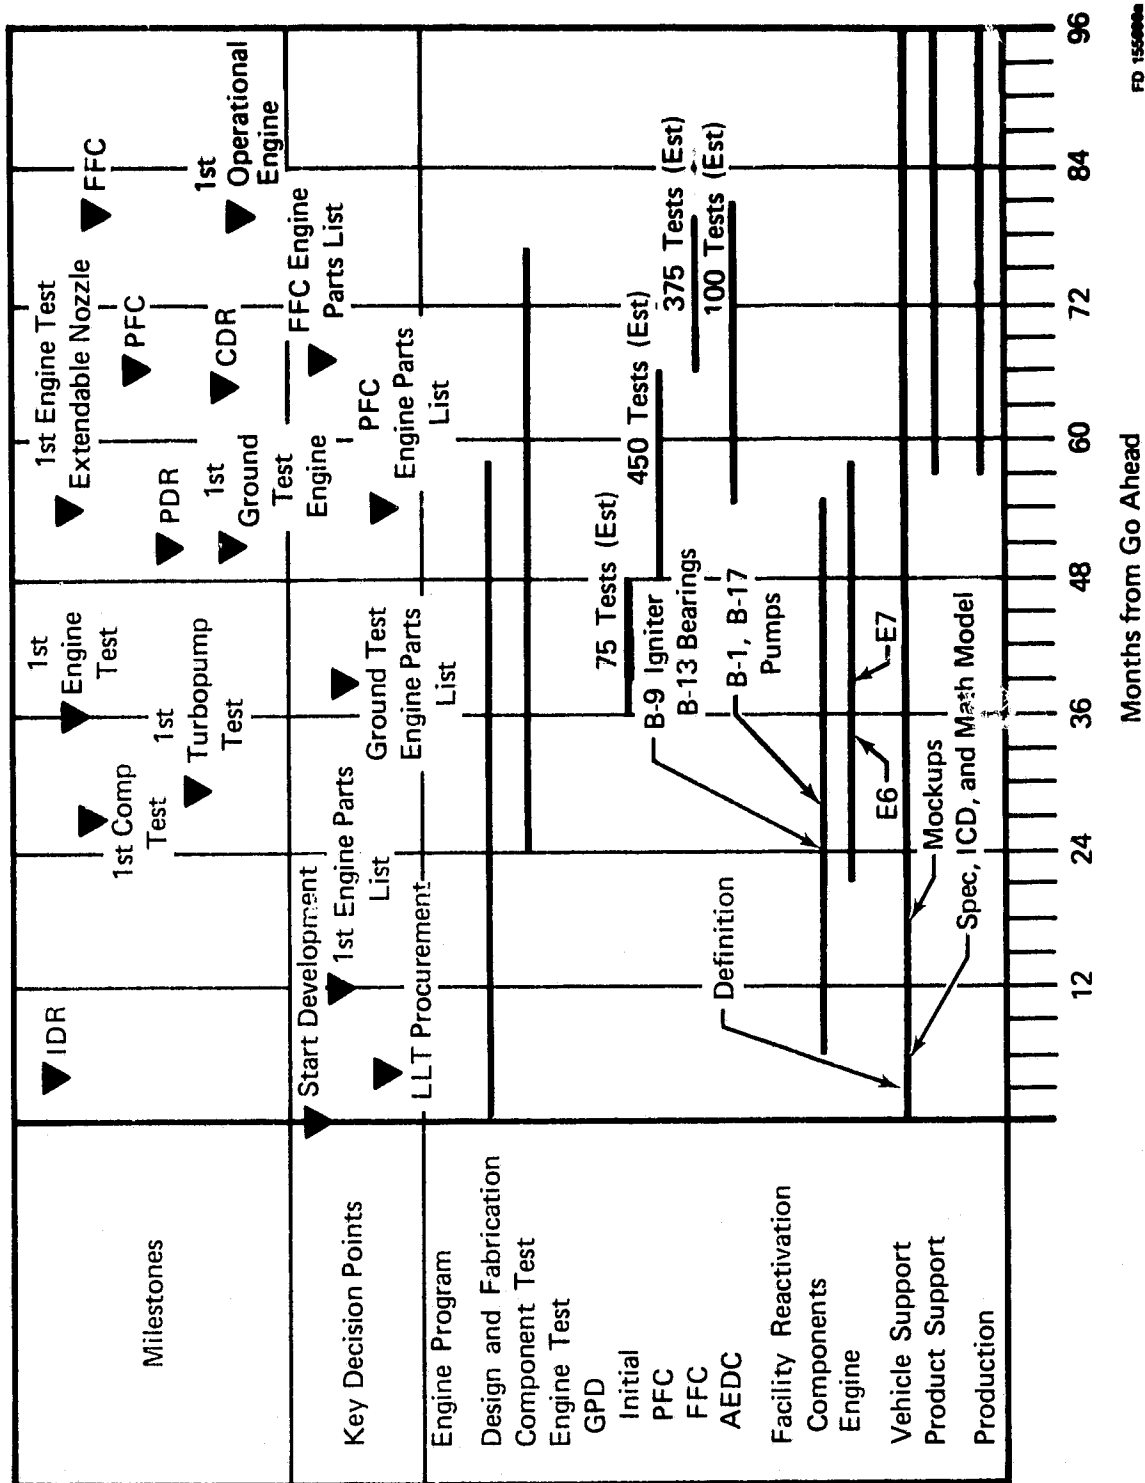 Milestones
IDR
1st Comp
Test
1st
Turbopump
Test
1st
Engine
Test
1st Engine Test
Extendable Nozzle
PDR
1st
Ground
Test
Engine
PFC
CDR
FFC
1st
Operational
Engine
Key Decision Points
Start Development
LLT Procurement
1st Engine Parts
List
Ground Test
Engine Parts
List
PFC
Engine Parts
List
FFC Engine
Parts List
Engine Program
Design and Fabrication
Component Test
Engine Test
GPD
Initial
75 Tests (Est)
PFC
450 Tests (Est)
FFC
375 Tests (Est)
AEDC
100 Tests (Est)
Facility Reactivation
Components
B-9 Igniter
B-13 Bearings
B-1, B-17
Pumps
Engine
E6
E7
Vehicle Support
Definition
Mockups
Spec, ICD, and Math Model
Product Support
Production
12
24
36
48
60
72
84
96
Months from Go Ahead